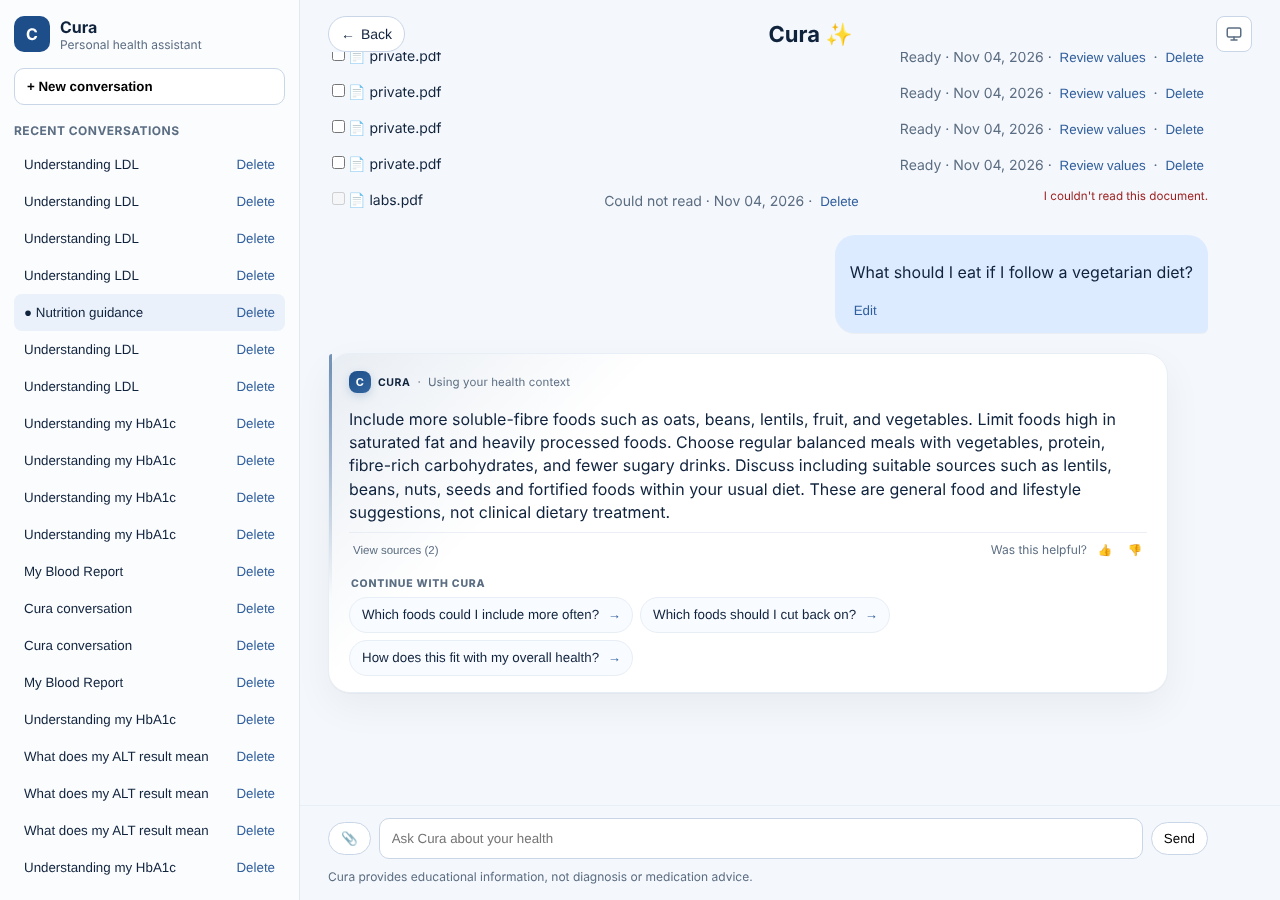 C
Cura
Personal health assistant
+ New conversation
RECENT CONVERSATIONS
Understanding LDL Delete
Understanding LDL Delete
Understanding LDL Delete
Understanding LDL Delete
● Nutrition guidance Delete
Understanding LDL Delete
Understanding LDL Delete
Understanding my HbA1c Delete
Understanding my HbA1c Delete
Understanding my HbA1c Delete
Understanding my HbA1c Delete
My Blood Report Delete
Cura conversation Delete
Cura conversation Delete
My Blood Report Delete
Understanding my HbA1c Delete
What does my ALT result mean Delete
What does my ALT result mean Delete
What does my ALT result mean Delete
Understanding my HbA1c Delete
← Back
Cura ✨
private.pdf Ready · Nov 04, 2026 · Review values · Delete
private.pdf Ready · Nov 04, 2026 · Review values · Delete
private.pdf Ready · Nov 04, 2026 · Review values · Delete
private.pdf Ready · Nov 04, 2026 · Review values · Delete
labs.pdf Could not read · Nov 04, 2026 · Delete I couldn't read this document.
What should I eat if I follow a vegetarian diet?
Edit
C CURA · Using your health context
Include more soluble-fibre foods such as oats, beans, lentils, fruit, and vegetables. Limit foods high in
saturated fat and heavily processed foods. Choose regular balanced meals with vegetables, protein,
fibre-rich carbohydrates, and fewer sugary drinks. Discuss including suitable sources such as lentils,
beans, nuts, seeds and fortified foods within your usual diet. These are general food and lifestyle
suggestions, not clinical dietary treatment.
View sources (2) Was this helpful? 👍 👎
CONTINUE WITH CURA
Which foods could I include more often? → Which foods should I cut back on? →
How does this fit with my overall health? →
Ask Cura about your health Send
Cura provides educational information, not diagnosis or medication advice.